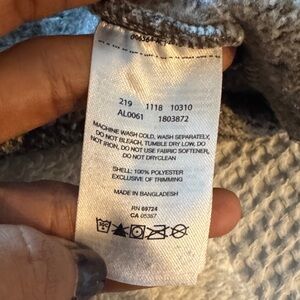 219 1118 10310
AL0061 1803872
MACHINE WASH COLD, WASH SEPARATELY,
DO NOT BLEACH, TUMBLE DRY LOW, DO
NOT IRON, DO NOT USE FABRIC SOFTENER,
DO NOT DRYCLEAN
SHELL: 100% POLYESTER
EXCLUSIVE OF TRIMMING
MADE IN BANGLADESH
RN 69724
CA 05367